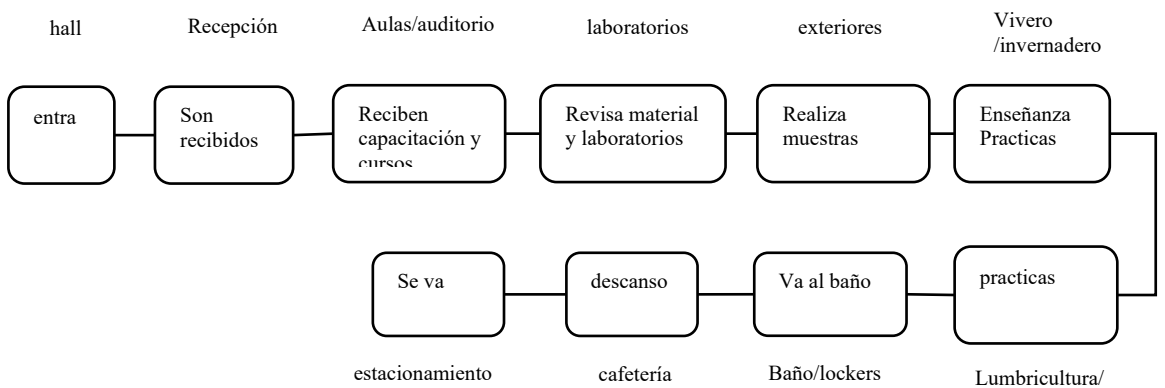 hall
Recepción
Aulas/auditorio
laboratorios
exteriores
Vivero
/invernadero
entra
Son
recibidos
Reciben
capacitación y
cursos
Revisa material
y laboratorios
Realiza
muestras
Enseñanza
Practicas
Se va
descanso
Va al baño
practicas
estacionamiento
cafetería
Baño/lockers
Lumbricultura/